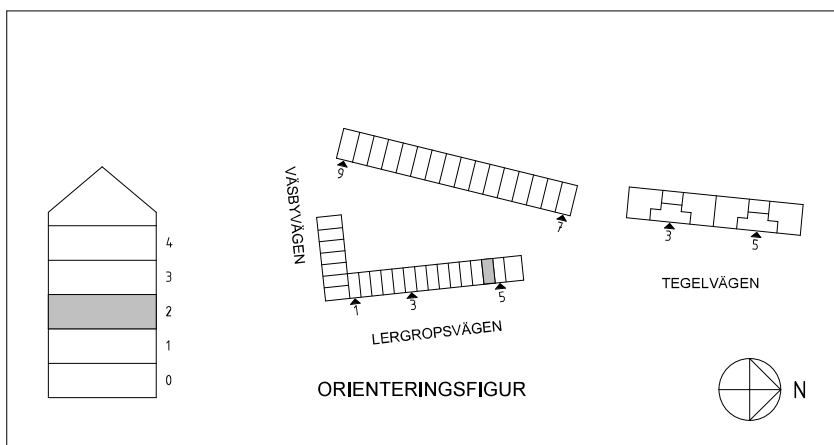 4
3
2
1
0
VÄSBYVÄGEN
9
7
1
3
5
LERGROPSVÄGEN
3
5
TEGELVÄGEN
ORIENTERINGSFIGUR
N